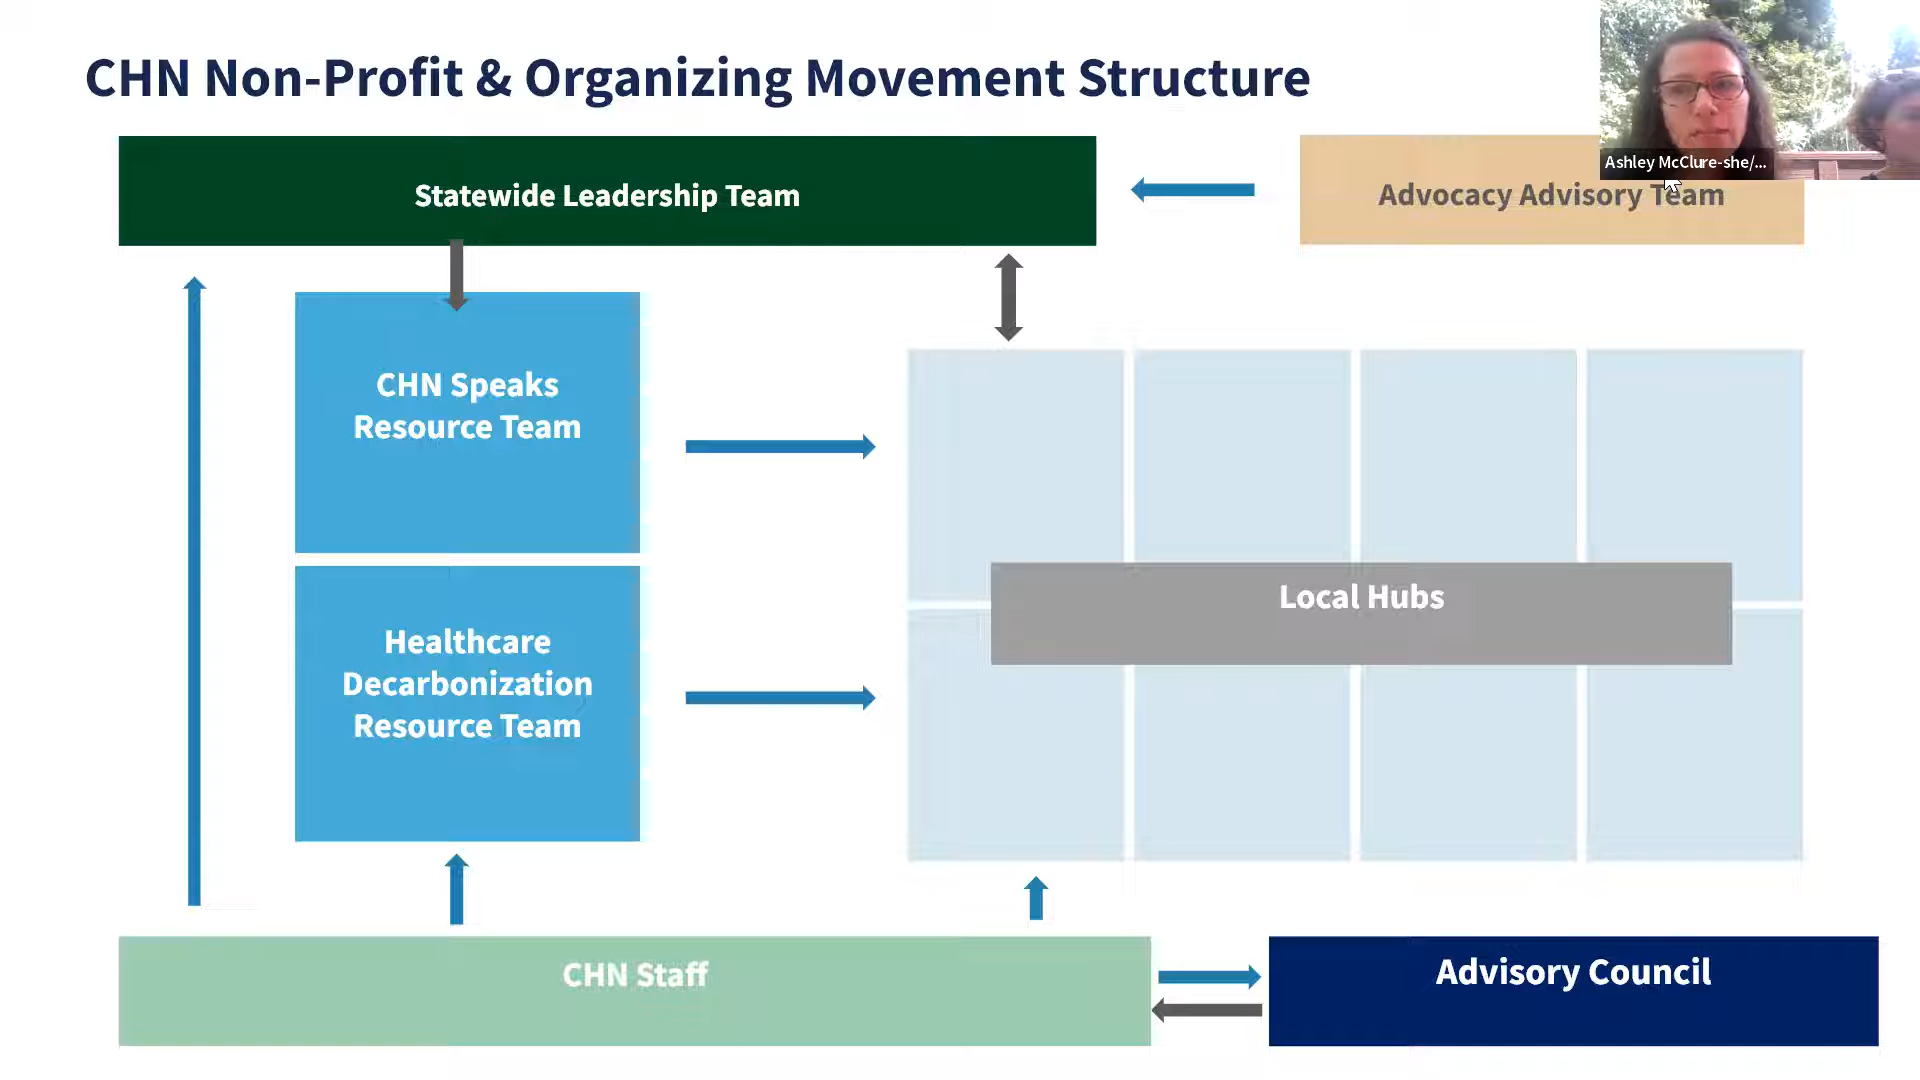 CHN Non-Profit & Organizing Movement Structure
Ashley McClure-she/...
Statewide Leadership Team
Advocacy Advisory Team
CHN Speaks
Resource Team
Local Hubs
Healthcare
Decarbonization
Resource Team
CHN Staff
Advisory Council